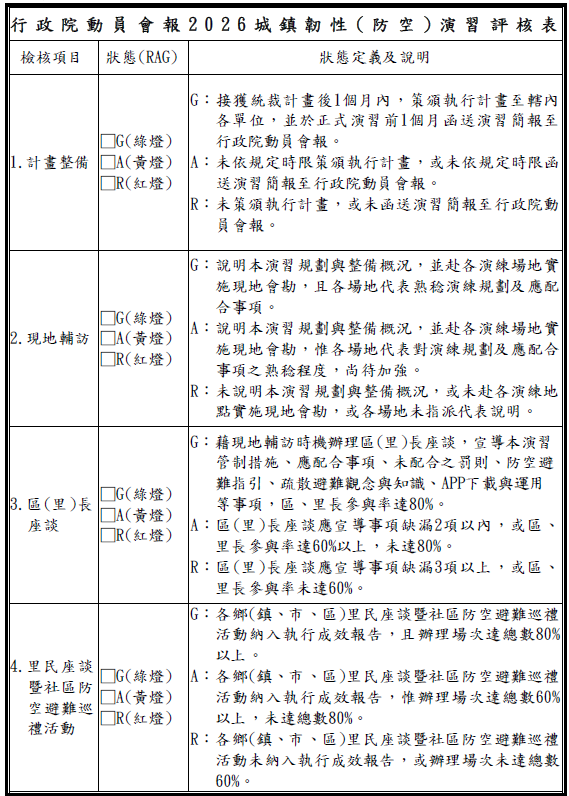 行政院動員會報2026城鎮韌性(防空)演習評核表
檢核項目 狀態(RAG) 狀態定義及說明
1.計畫整備
□G(綠燈)
□A(黃燈)
□R(紅燈)
G：接獲統裁計畫後1個月內，策頒執行計畫至轄內
各單位，並於正式演習前1個月函送演習簡報至
行政院動員會報。
A：未依規定時限策頒執行計畫，或未依規定時限函
送演習簡報至行政院動員會報。
R：未策頒執行計畫，或未函送演習簡報至行政院動
員會報。
2.現地輔訪
□G(綠燈)
□A(黃燈)
□R(紅燈)
G：說明本演習規劃與整備概況，並赴各演練場地實
施現地會勘，且各場地代表熟稔演練規劃及應配
合事項。
A：說明本演習規劃與整備概況，並赴各演練場地實
施現地會勘，惟各場地代表對演練規劃及應配合
事項之熟稔程度，尚待加強。
R：未說明本演習規劃與整備概況，或未赴各演練地
點實施現地會勘，或各場地未指派代表說明。
3.區(里)長
座談
□G(綠燈)
□A(黃燈)
□R(紅燈)
G：藉現地輔訪時機辦理區(里)長座談，宣導本演習
管制措施、應配合事項、未配合之罰則、防空避
難指引、疏散避難觀念與知識、APP下載與運用
等事項，區、里長參與率達80%。
A：區(里)長座談應宣導事項缺漏2項以內，或區、
里長參與率達60%以上，未達80%。
R：區(里)長座談應宣導事項缺漏3項以上，或區、
里長參與率未達60%。
4.里民座談
暨社區防
空避難巡
禮活動
□G(綠燈)
□A(黃燈)
□R(紅燈)
G：各鄉(鎮、市、區)里民座談暨社區防空避難巡禮
活動納入執行成效報告，且辦理場次達總數80%
以上。
A：各鄉(鎮、市、區)里民座談暨社區防空避難巡禮
活動納入執行成效報告，惟辦理場次達總數60%
以上，未達總數80%。
R：各鄉(鎮、市、區)里民座談暨社區防空避難巡禮
活動未納入執行成效報告，或辦理場次未達總數
60%。